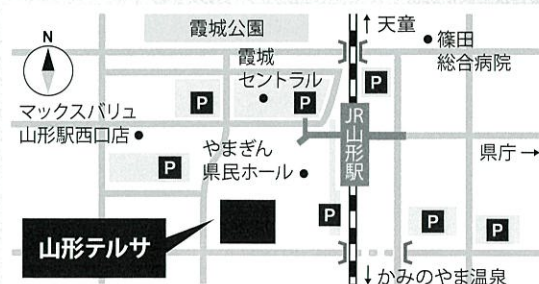 霞城公園
↑天童
N
篠田
総合病院
霞城
セントラル
P
P
P
マックスバリュ
山形駅西口店
JR山形駅
やまぎん
県民ホール
県庁→
P
P
P
P
山形テルサ
↓かみのやま温泉